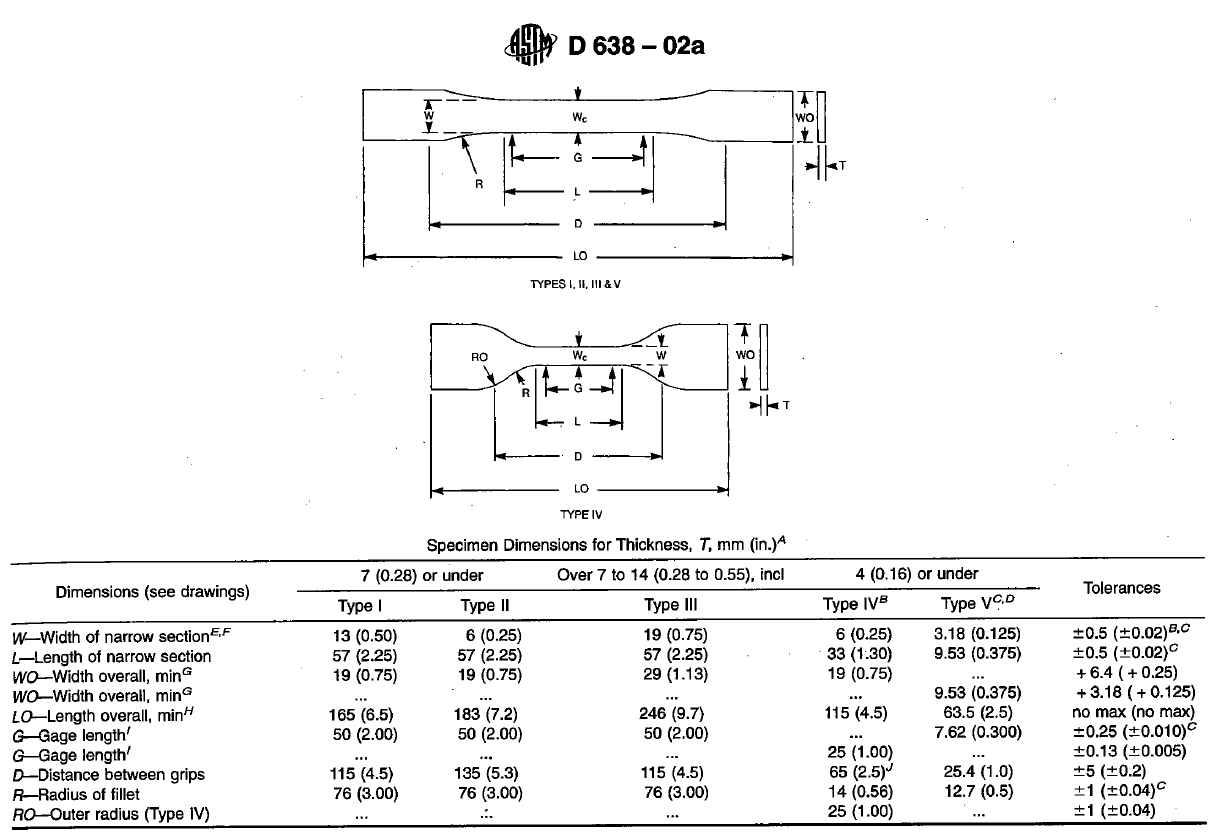 ASTM D 638 – 02a
W
Wc
WO
G
T
R
L
D
LO
TYPES I, II, III & V
RO
Wc
W
WO
R
G
T
L
D
LO
TYPE IV
Specimen Dimensions for Thickness, T, mm (in.)A
Dimensions (see drawings) 7 (0.28) or under Over 7 to 14 (0.28 to 0.55), incl 4 (0.16) or under Tolerances
Type I Type II Type III Type IVB Type VC,D
W—Width of narrow sectionE,F 13 (0.50) 6 (0.25) 19 (0.75) 6 (0.25) 3.18 (0.125) ±0.5 (±0.02)B,C
L—Length of narrow section 57 (2.25) 57 (2.25) 57 (2.25) 33 (1.30) 9.53 (0.375) ±0.5 (±0.02)C
WO—Width overall, minG 19 (0.75) 19 (0.75) 29 (1.13) 19 (0.75) ... +6.4 ( + 0.25)
WO—Width overall, minG ... ... ... ... 9.53 (0.375) +3.18 ( + 0.125)
LO—Length overall, minH 165 (6.5) 183 (7.2) 246 (9.7) 115 (4.5) 63.5 (2.5) no max (no max)
G—Gage lengthI 50 (2.00) 50 (2.00) 50 (2.00) ... 7.62 (0.300) ±0.25 (±0.010)C
G—Gage lengthI ... ... ... 25 (1.00) ... ±0.13 (±0.005)
D—Distance between grips 115 (4.5) 135 (5.3) 115 (4.5) 65 (2.5)J 25.4 (1.0) ±5 (±0.2)
R—Radius of fillet 76 (3.00) 76 (3.00) 76 (3.00) 14 (0.56) 12.7 (0.5) ±1 (±0.04)C
RO—Outer radius (Type IV) ... ... ... 25 (1.00) ... ±1 (±0.04)